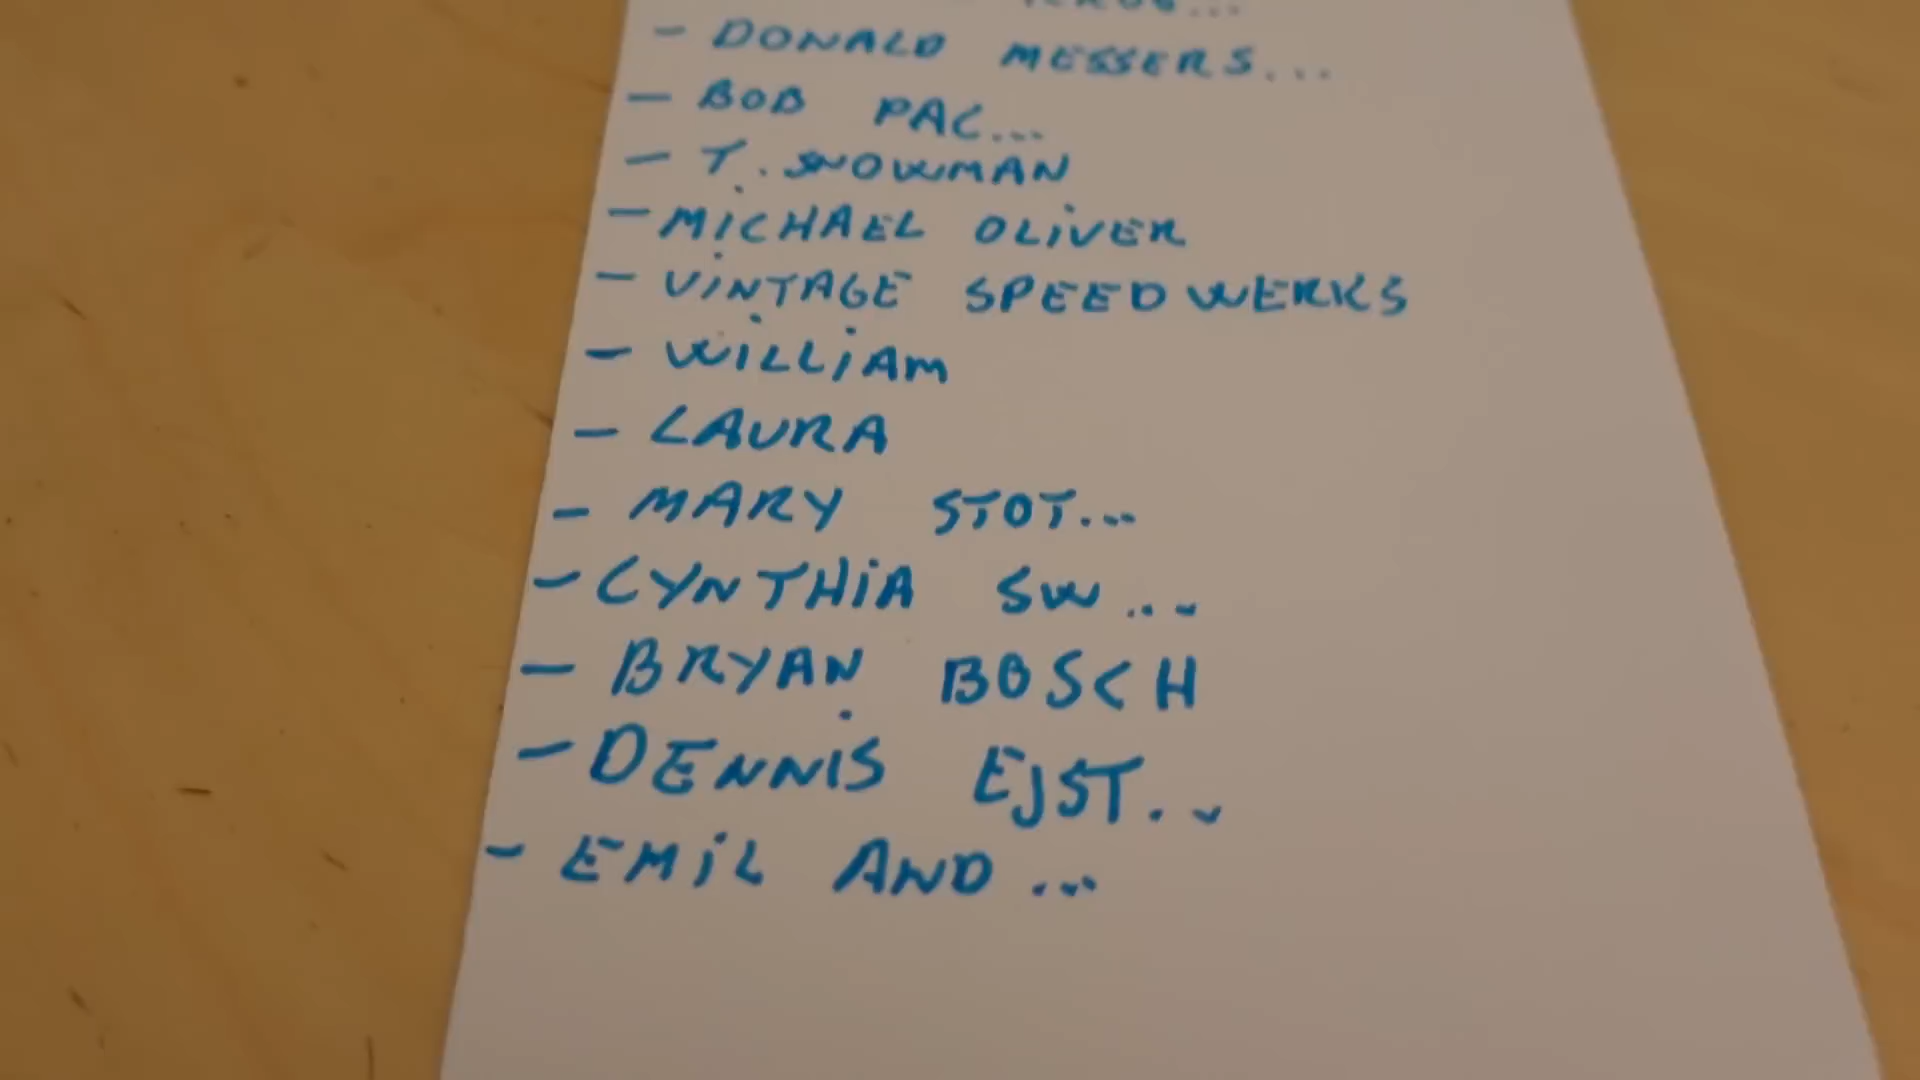 - DONALD MESSERS...
- BOB PAC...
- T. SNOWMAN
- MiCHAEL OLiVER
- ViNTAGE SPEEDWERKS
- WiLLiAM
- LAURA
- MARY STOT...
- CYNTHiA SW...
- BRYAN BOSCH
- DENNiS EJST...
- EMiL AND...